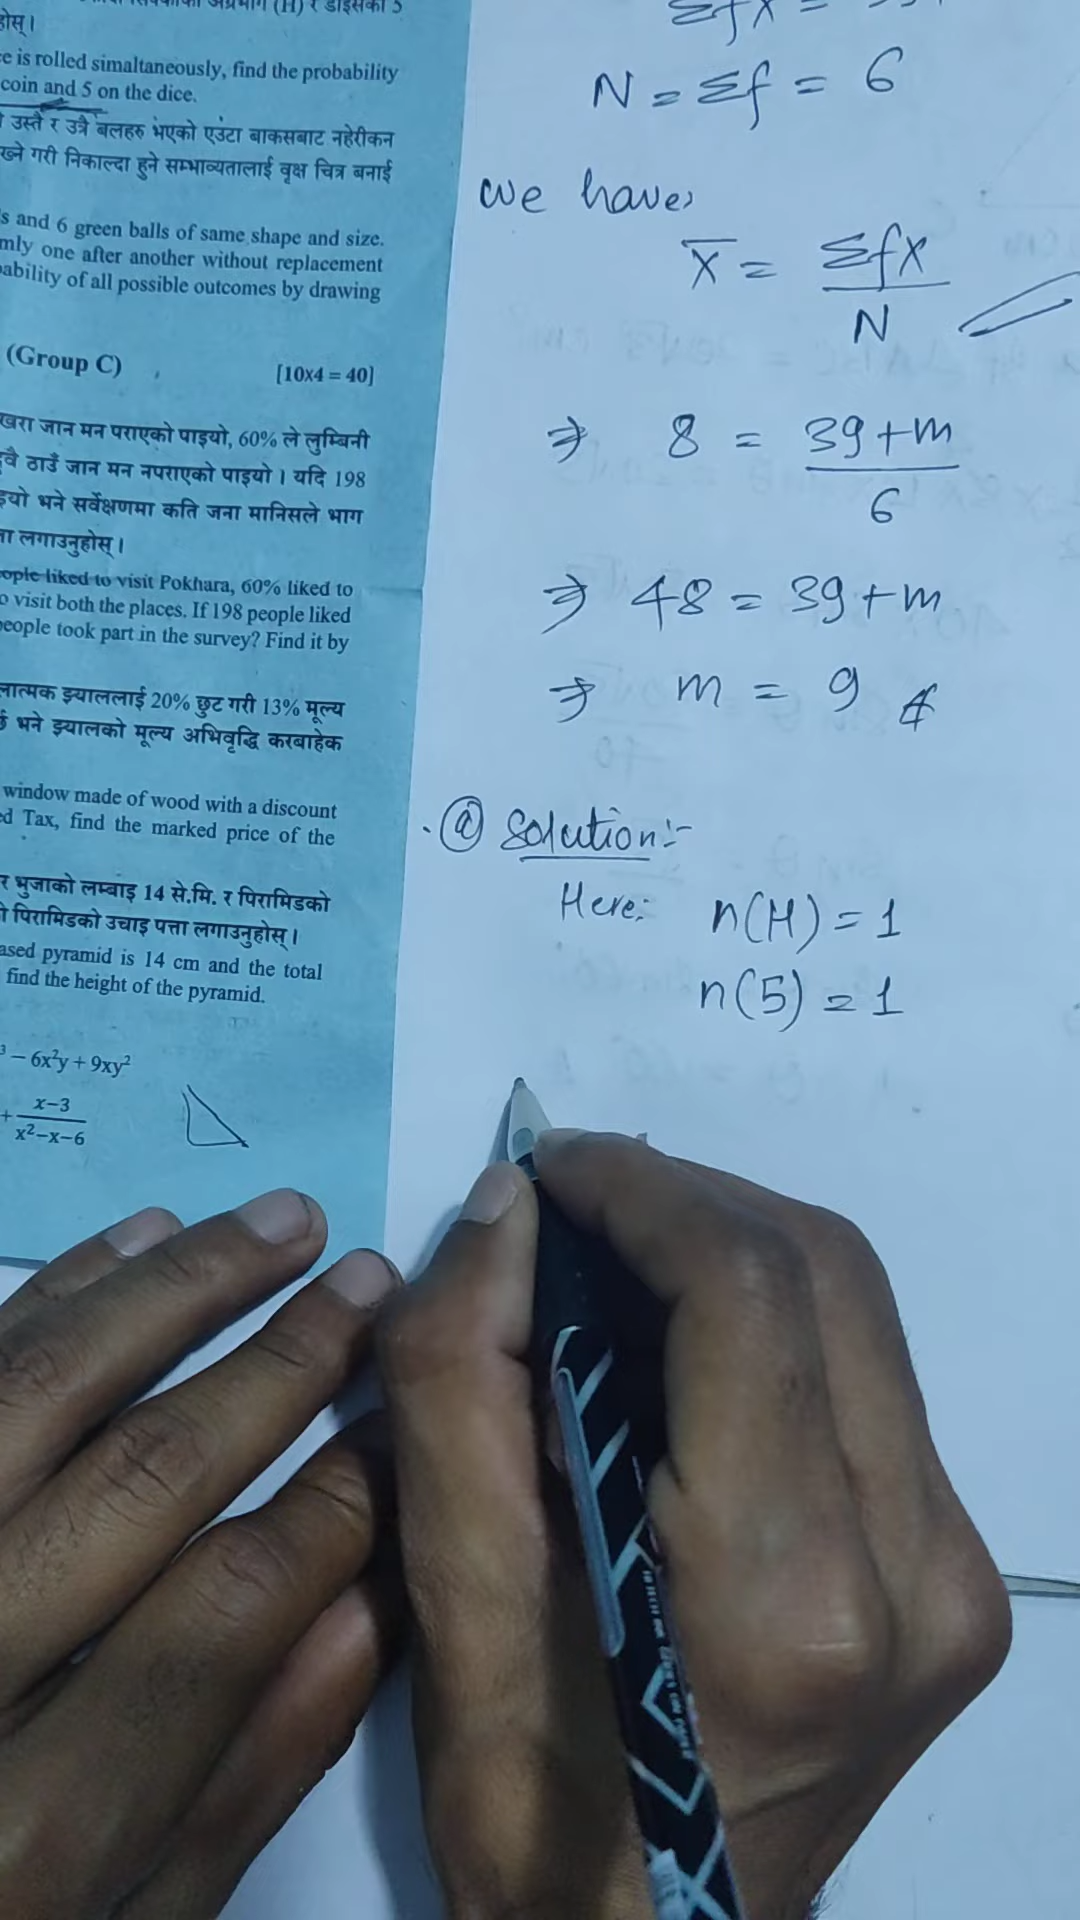 होस् ।
e is rolled simaltaneously, find the probability
coin and 5 on the dice.
उस्तै र उत्रै बलहरु भएको एउटा बाकसबाट नहेरीकन
ख्ने गरी निकाल्दा हुने सम्भाव्यतालाई वृक्ष चित्र बनाई
s and 6 green balls of same shape and size.
mly one after another without replacement
ability of all possible outcomes by drawing
(Group C) [10x4 = 40]
खरा जान मन पराएको पाइयो, 60% ले लुम्बिनी
वै ठाउँ जान मन नपराएको पाइयो । यदि 198
इयो भने सर्वेक्षणमा कति जना मानिसले भाग
ा लगाउनुहोस् ।
ople liked to visit Pokhara, 60% liked to
o visit both the places. If 198 people liked
people took part in the survey? Find it by
लात्मक झ्याललाई 20% छुट गरी 13% मूल्य
भने झ्यालको मूल्य अभिवृद्धि करबाहेक
window made of wood with a discount
ed Tax, find the marked price of the
र भुजाको लम्बाइ 14 से.मि. र पिरामिडको
ो पिरामिडको उचाइ पत्ता लगाउनुहोस् ।
ased pyramid is 14 cm and the total
find the height of the pyramid.
³ – 6x²y + 9xy²
+ x–3 / x²–x–6
N = Σf = 6
we have,
X̄ = ΣfX / N
⇒ 8 = 39+m / 6
⇒ 48 = 39+m
⇒ m = 9
@ Solution:-
Here: n(H) = 1
n(5) = 1